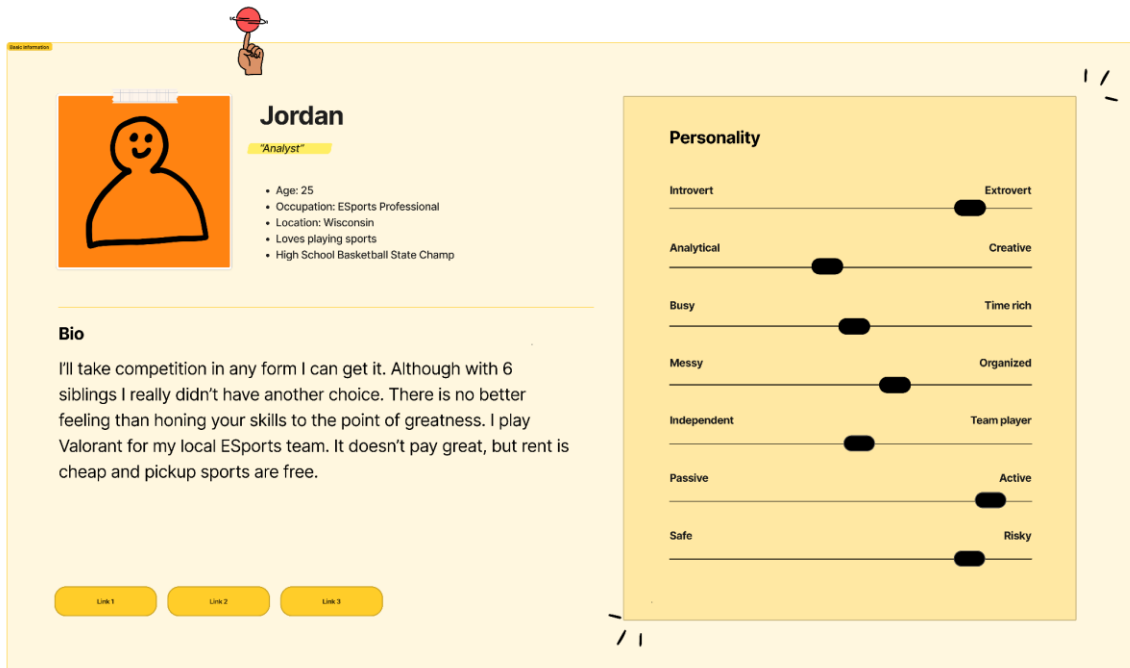 Basic information
Jordan
"Analyst"
Age: 25
Occupation: ESports Professional
Location: Wisconsin
Loves playing sports
High School Basketball State Champ
Bio
I'll take competition in any form I can get it. Although with 6
siblings I really didn't have another choice. There is no better
feeling than honing your skills to the point of greatness. I play
Valorant for my local ESports team. It doesn't pay great, but rent is
cheap and pickup sports are free.
Link 1
Link 2
Link 3
Personality
Introvert Extrovert
Analytical Creative
Busy Time rich
Messy Organized
Independent Team player
Passive Active
Safe Risky